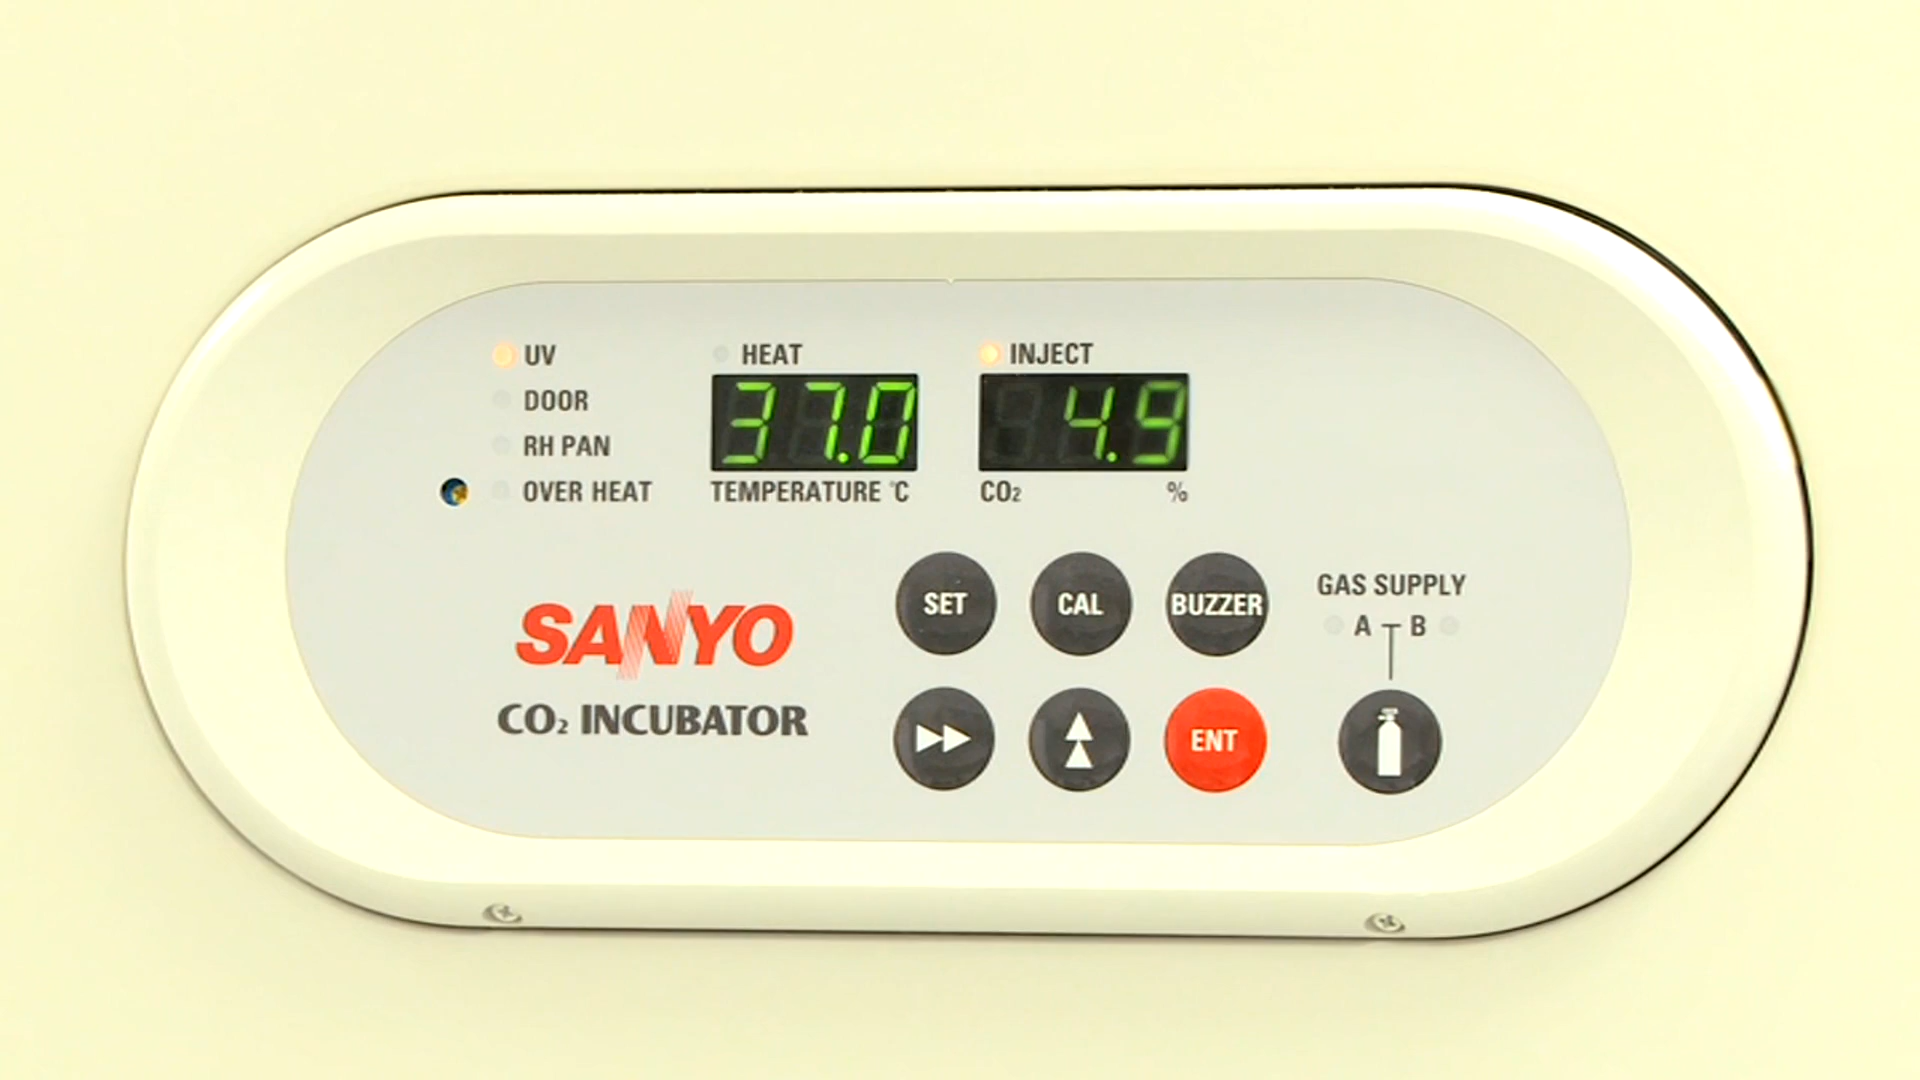 UV
DOOR
RH PAN
OVER HEAT
HEAT
37.0
TEMPERATURE °C
INJECT
4.9
CO₂ %
SANYO
CO₂ INCUBATOR
SET CAL BUZZER
ENT
GAS SUPPLY
A B